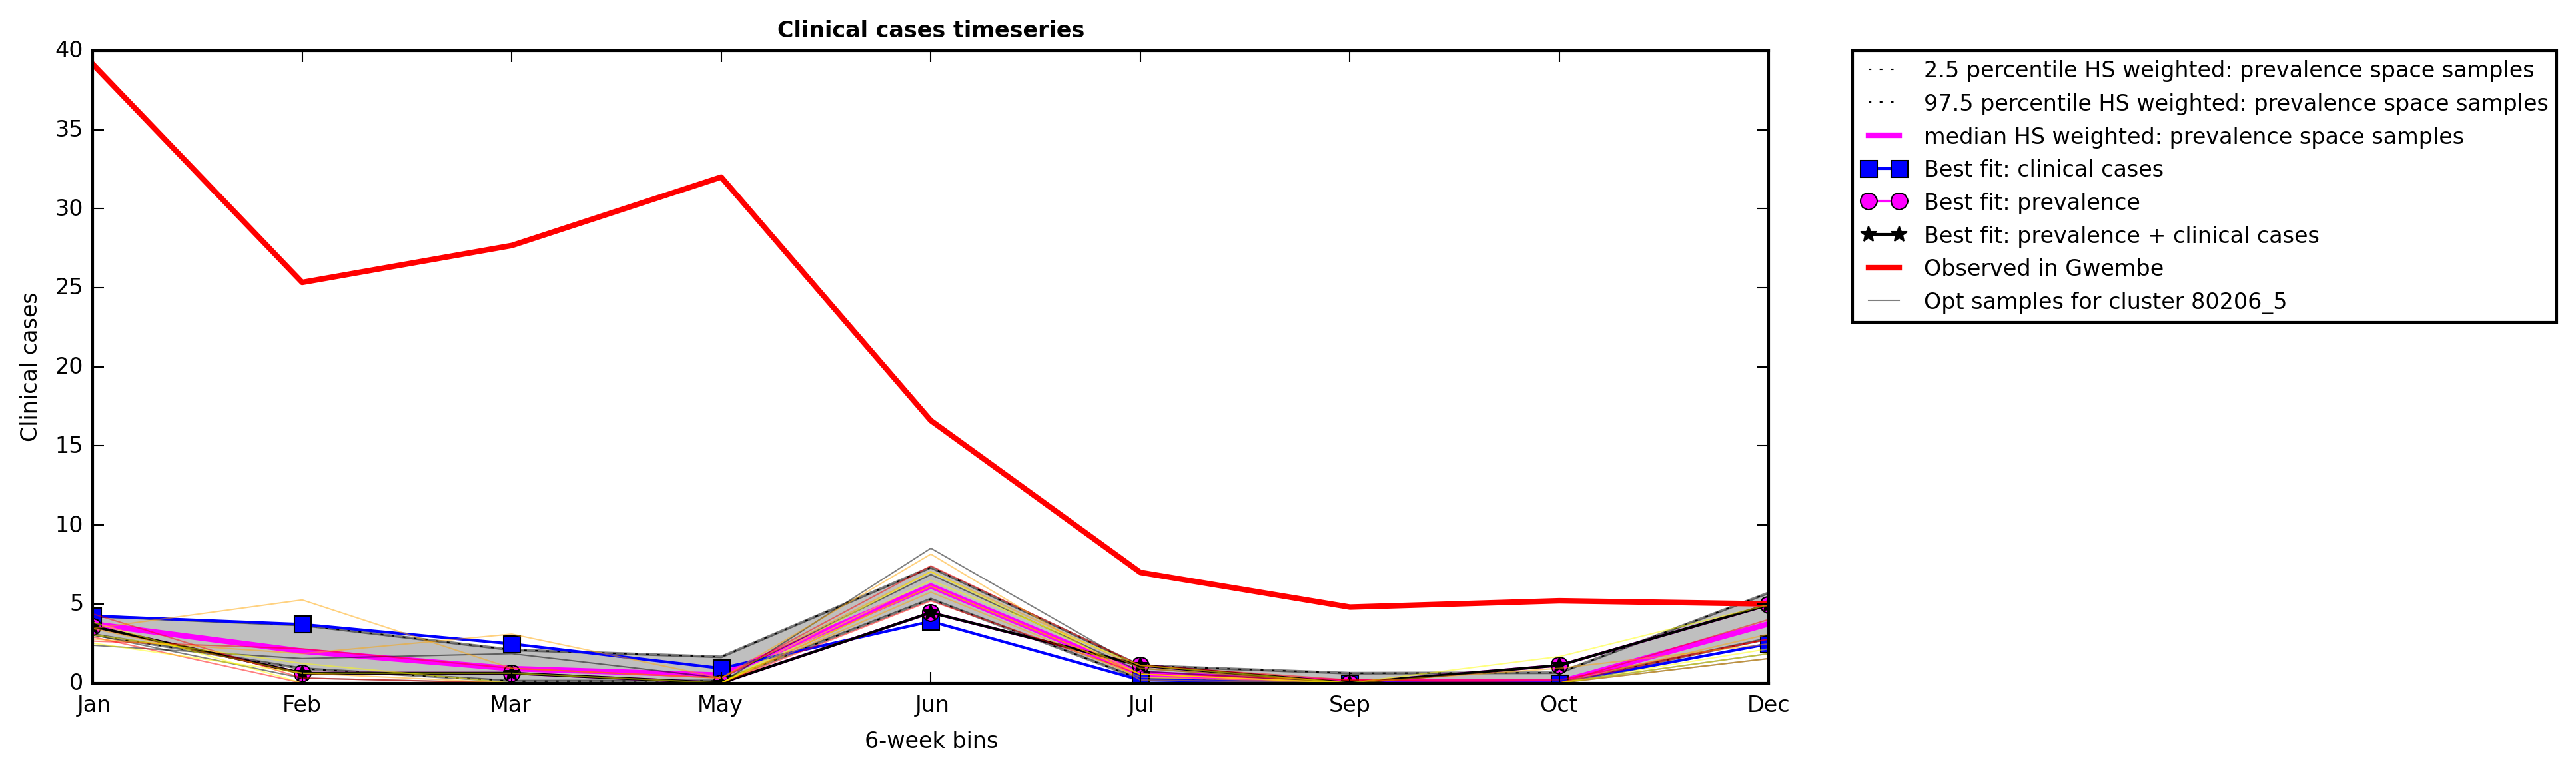 Clinical cases timeseries
40
35
30
25
20
15
10
5
0
Clinical cases
Jan Feb Mar May Jun Jul Sep Oct Dec
6-week bins
2.5 percentile HS weighted: prevalence space samples
97.5 percentile HS weighted: prevalence space samples
median HS weighted: prevalence space samples
Best fit: clinical cases
Best fit: prevalence
Best fit: prevalence + clinical cases
Observed in Gwembe
Opt samples for cluster 80206_5